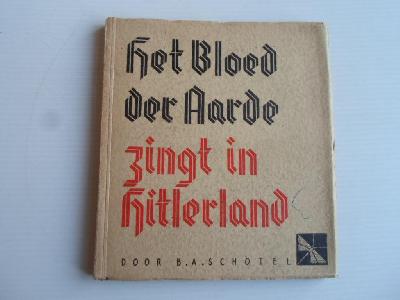 Het Bloed
der Aarde
zingt in
Hitlerland
DOOR B.A. SCHOTEL